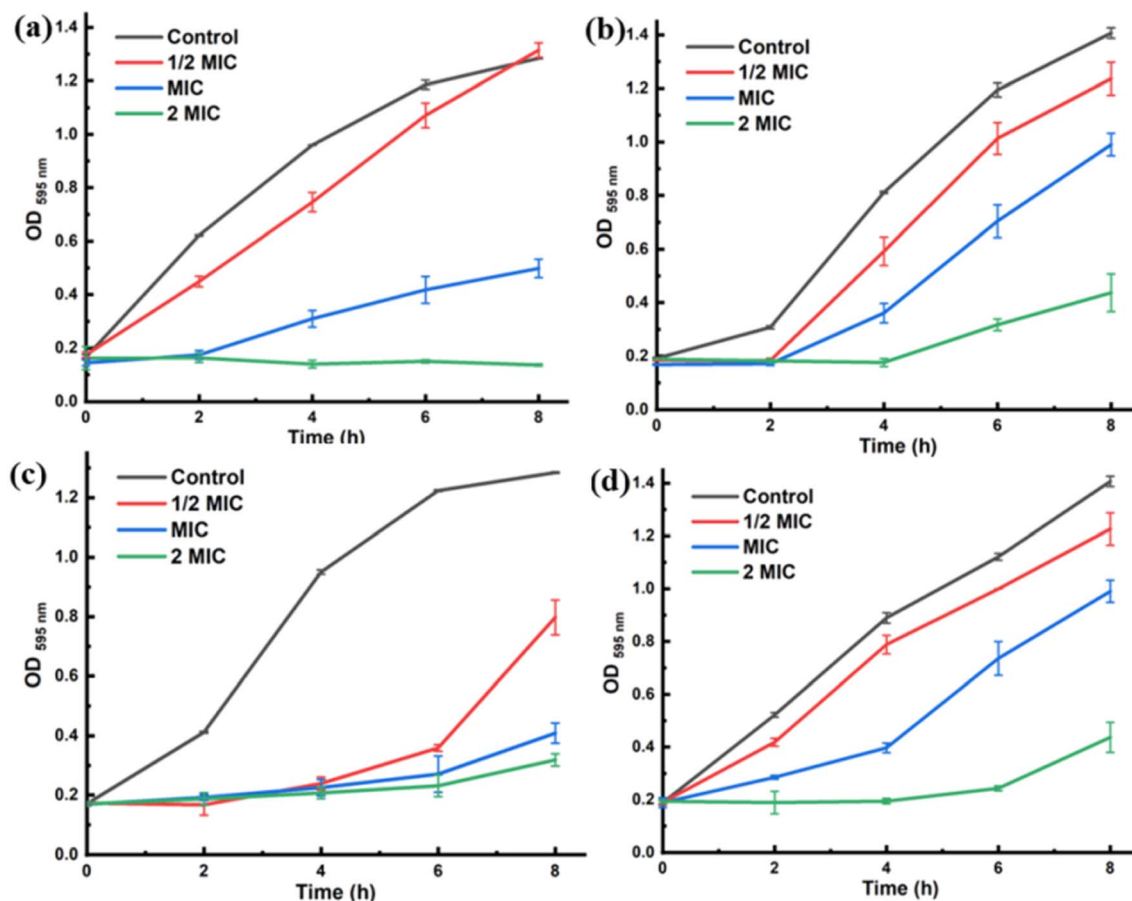 (a)
Control
1/2 MIC
MIC
2 MIC
1.4
1.2
1.0
0.8
0.6
0.4
0.2
0.0
OD 595 nm
0 2 4 6 8
Time (h)
(b)
Control
1/2 MIC
MIC
2 MIC
1.4
1.2
1.0
0.8
0.6
0.4
0.2
0.0
OD 595 nm
0 2 4 6 8
Time (h)
(c)
Control
1/2 MIC
MIC
2 MIC
1.2
1.0
0.8
0.6
0.4
0.2
0.0
OD 595 nm
0 2 4 6 8
Time (h)
(d)
Control
1/2 MIC
MIC
2 MIC
1.4
1.2
1.0
0.8
0.6
0.4
0.2
0.0
OD 595 nm
0 2 4 6 8
Time (h)